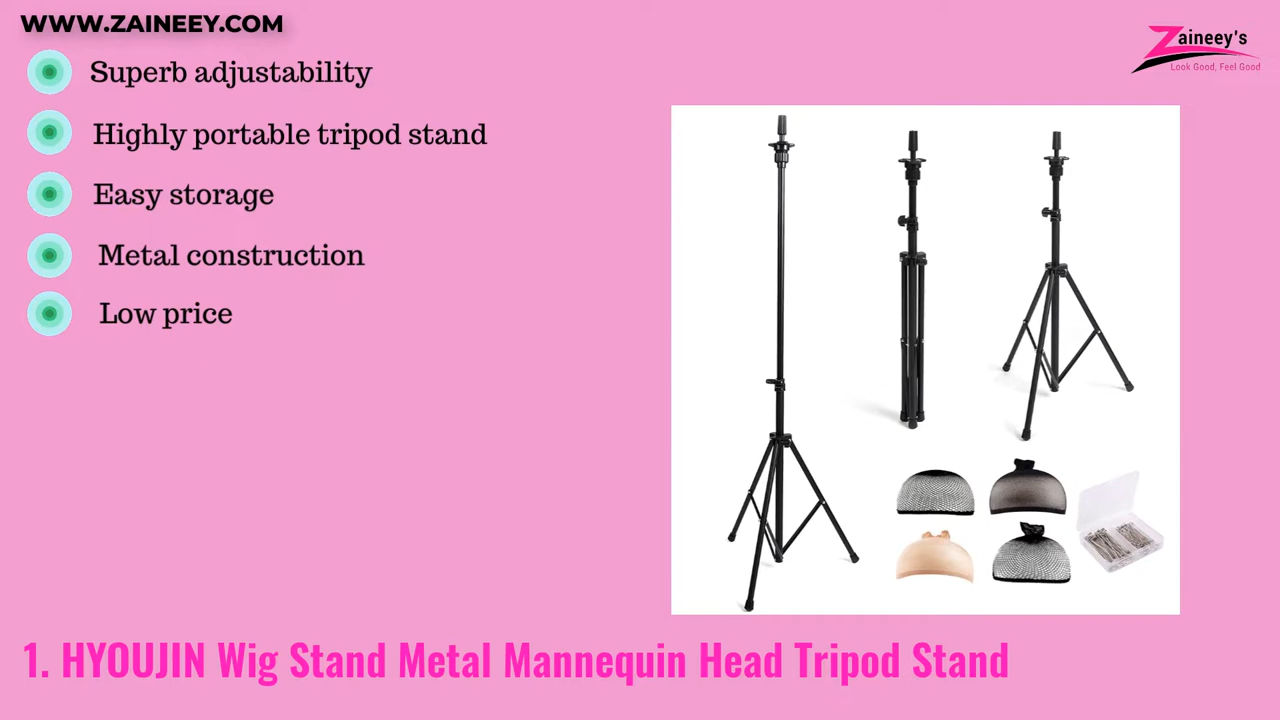 WWW.ZAINEEY.COM
Zaineey's
Look Good, Feel Good
Superb adjustability
Highly portable tripod stand
Easy storage
Metal construction
Low price
1. HYOUJIN Wig Stand Metal Mannequin Head Tripod Stand